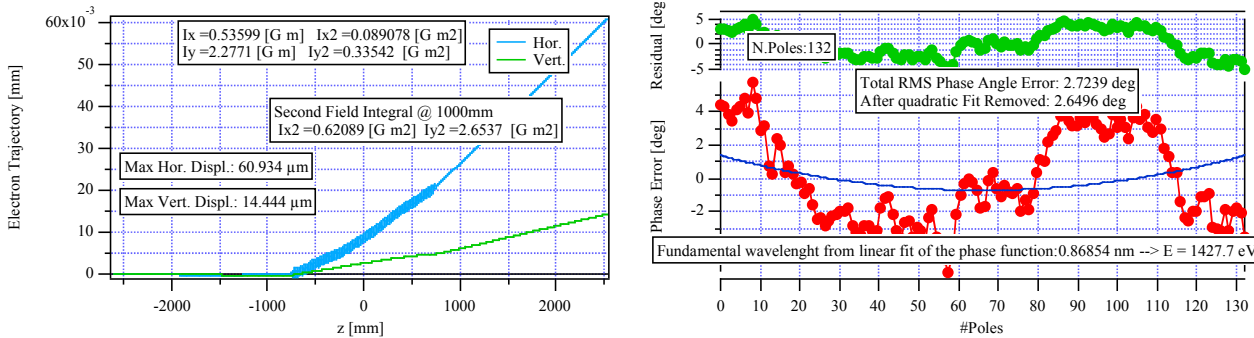 60x10-3
50
40
30
20
10
0
Electron Trajectory [mm]
Ix =0.53599 [G m] Ix2 =0.089078 [G m2]
Iy =2.2771 [G m] Iy2 =0.33542 [G m2]
Hor.
Vert.
Second Field Integral @ 1000mm
Ix2 =0.62089 [G m2] Iy2 =2.6537 [G m2]
Max Hor. Displ.: 60.934 µm
Max Vert. Displ.: 14.444 µm
-2000 -1000 0 1000 2000
z [mm]
Residual [deg]
5
0
-5
N.Poles:132
Total RMS Phase Angle Error: 2.7239 deg
After quadratic Fit Removed: 2.6496 deg
Phase Error [deg]
4
2
0
-2
Fundamental wavelenght from linear fit of the phase function:0.86854 nm --> E = 1427.7 eV
0 10 20 30 40 50 60 70 80 90 100 110 120 130
#Poles